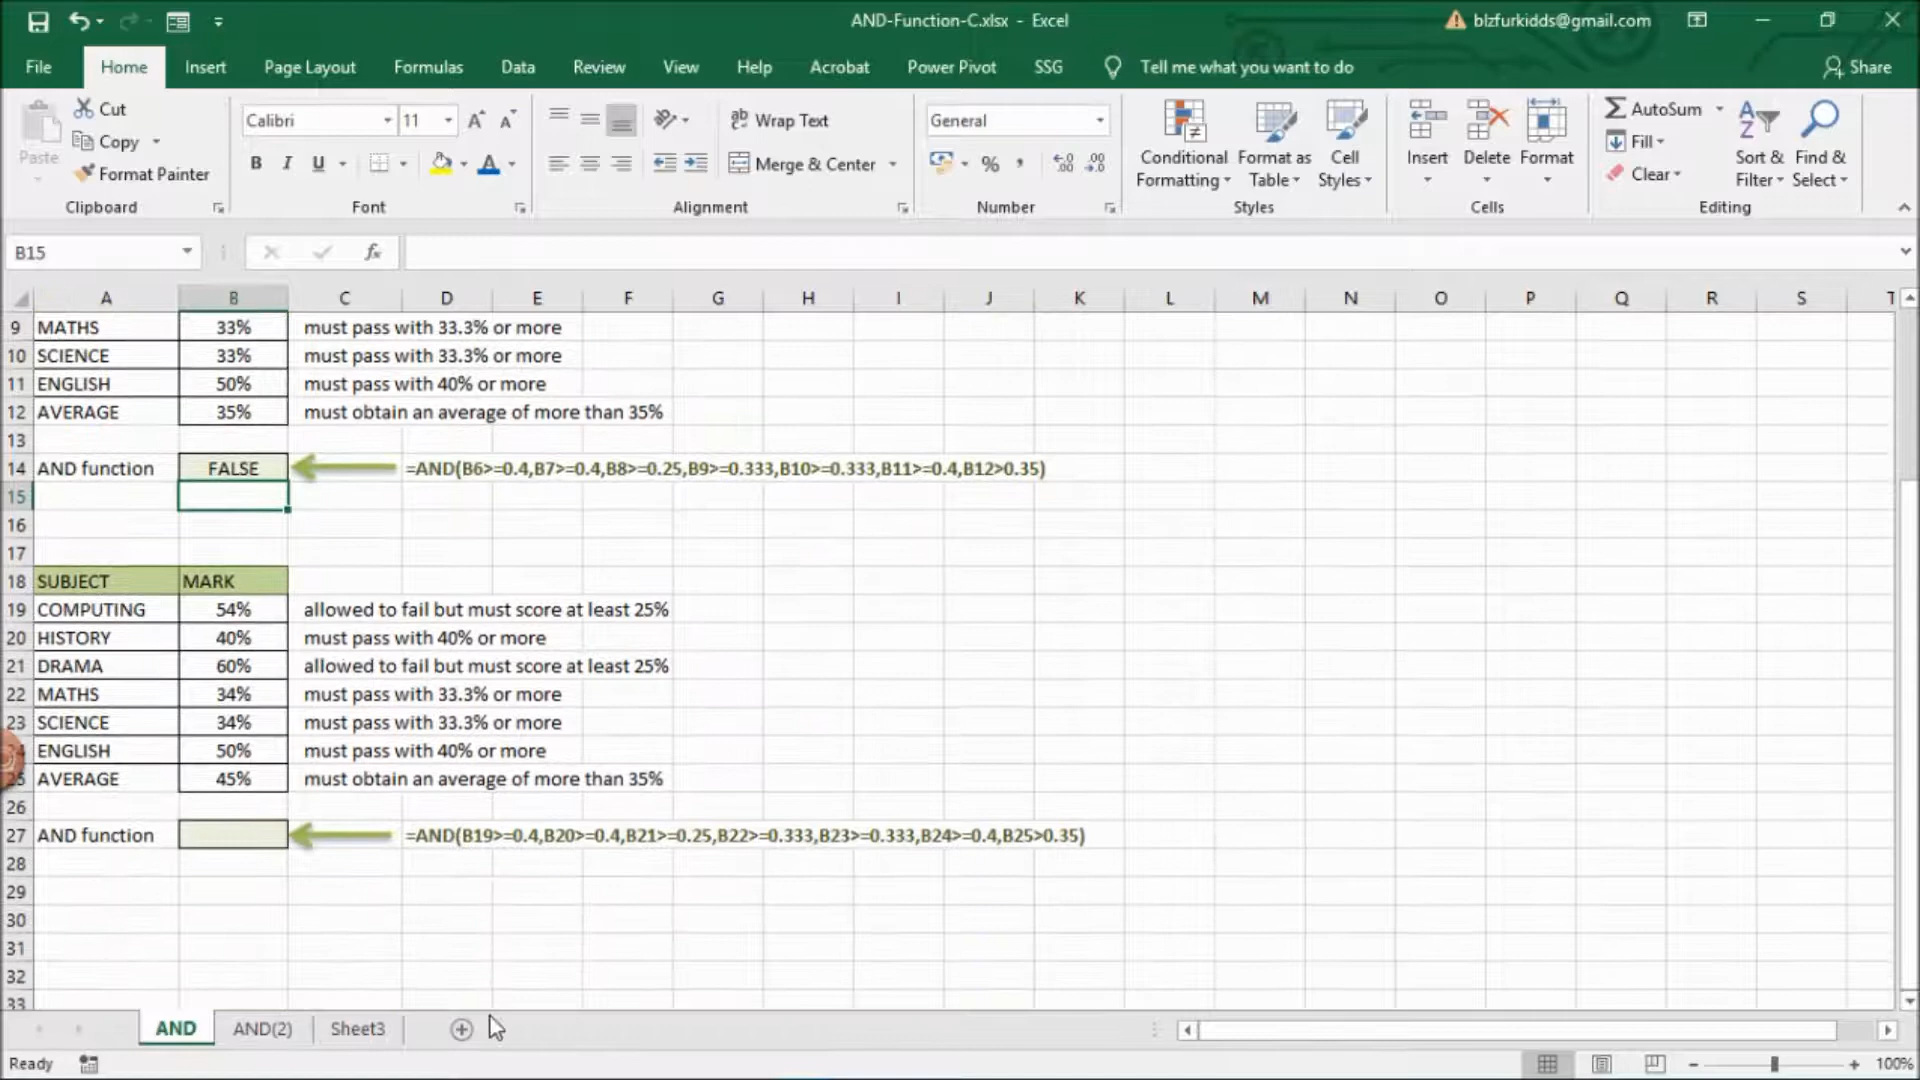 AND-Function-C.xlsx - Excel
blzfurkidds@gmail.com
File Home Insert Page Layout Formulas Data Review View Help Acrobat Power Pivot SSG Tell me what you want to do Share
Paste
Cut
Copy
Format Painter
Clipboard
Calibri 11
B I U
Font
Wrap Text
Merge & Center
Alignment
General
%
Number
Conditional Formatting
Format as Table
Cell Styles
Styles
Insert Delete Format
Cells
AutoSum
Fill
Clear
Sort & Filter
Find & Select
Editing
B15 fx
A B C D E F G H I J K L M N O P Q R S T
9 MATHS 33% must pass with 33.3% or more
10 SCIENCE 33% must pass with 33.3% or more
11 ENGLISH 50% must pass with 40% or more
12 AVERAGE 35% must obtain an average of more than 35%
13
14 AND function FALSE =AND(B6>=0.4,B7>=0.4,B8>=0.25,B9>=0.333,B10>=0.333,B11>=0.4,B12>0.35)
15
16
17
18 SUBJECT MARK
19 COMPUTING 54% allowed to fail but must score at least 25%
20 HISTORY 40% must pass with 40% or more
21 DRAMA 60% allowed to fail but must score at least 25%
22 MATHS 34% must pass with 33.3% or more
23 SCIENCE 34% must pass with 33.3% or more
24 ENGLISH 50% must pass with 40% or more
25 AVERAGE 45% must obtain an average of more than 35%
26
27 AND function =AND(B19>=0.4,B20>=0.4,B21>=0.25,B22>=0.333,B23>=0.333,B24>=0.4,B25>0.35)
28
29
30
31
32
33
AND AND(2) Sheet3
Ready 100%